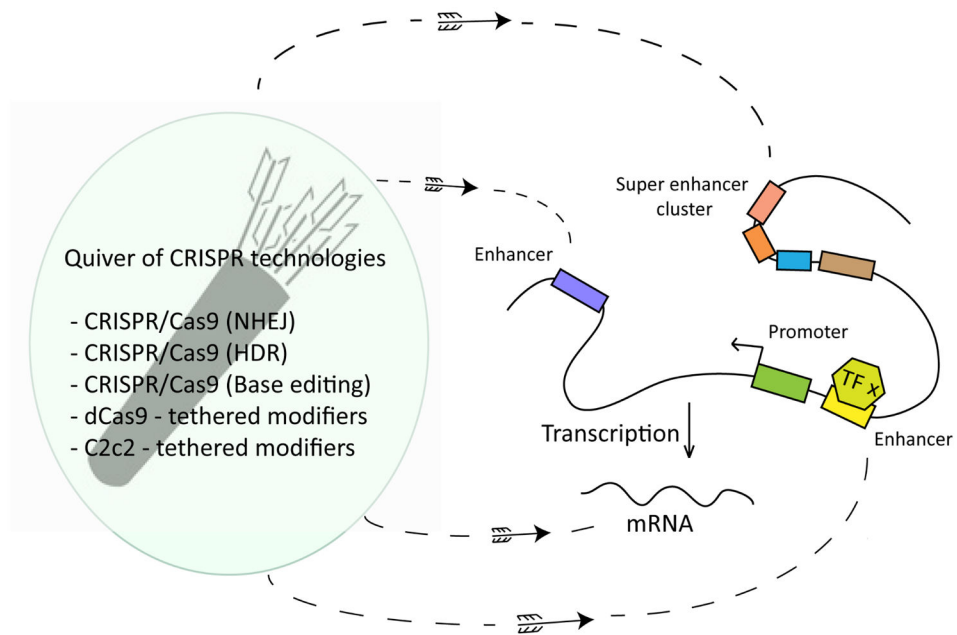 Quiver of CRISPR technologies
- CRISPR/Cas9 (NHEJ)
- CRISPR/Cas9 (HDR)
- CRISPR/Cas9 (Base editing)
- dCas9 - tethered modifiers
- C2c2 - tethered modifiers
Super enhancer
cluster
Enhancer
Promoter
TF x
Enhancer
Transcription
mRNA